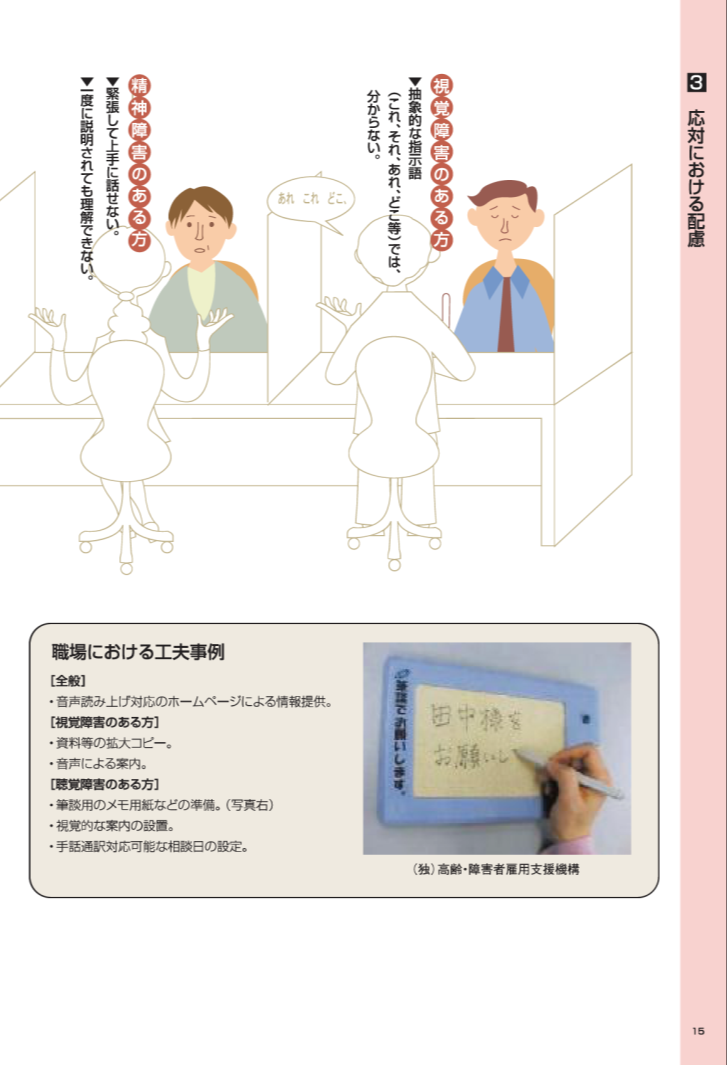 3 応対における配慮
視覚障害のある方
▼抽象的な指示語
（これ、それ、あれ、どこ等）では、
分からない。
あれ これ どこ。
精神障害のある方
▼緊張して上手に話せない。
▼一度に説明されても理解できない。
職場における工夫事例
［全般］
・音声読み上げ対応のホームページによる情報提供。
［視覚障害のある方］
・資料等の拡大コピー。
・音声による案内。
［聴覚障害のある方］
・筆談用のメモ用紙などの準備。（写真右）
・視覚的な案内の設置。
・手話通訳対応可能な相談日の設定。
筆談でお願いします。
田中様を
お願いし
（独）高齢・障害者雇用支援機構
15